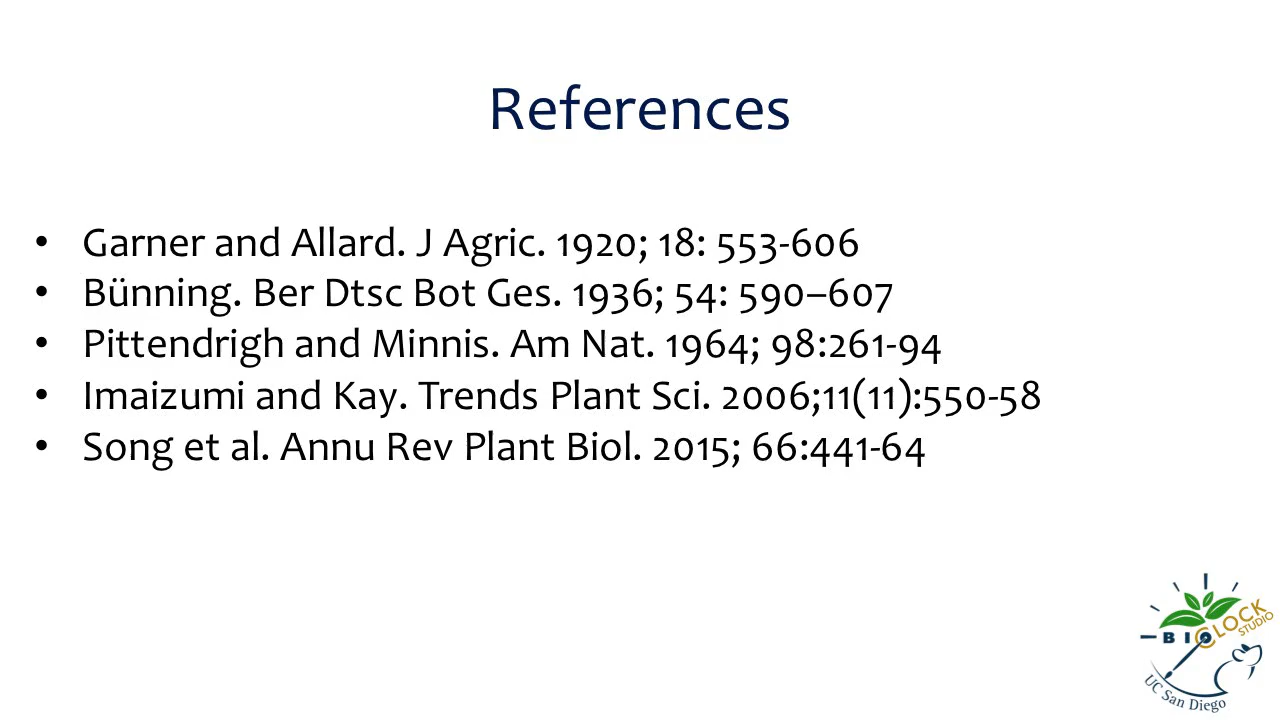 References
• Garner and Allard. J Agric. 1920; 18: 553-606
• Bünning. Ber Dtsc Bot Ges. 1936; 54: 590–607
• Pittendrigh and Minnis. Am Nat. 1964; 98:261-94
• Imaizumi and Kay. Trends Plant Sci. 2006;11(11):550-58
• Song et al. Annu Rev Plant Biol. 2015; 66:441-64
BIOCLOCK
STUDIO
UC San Diego